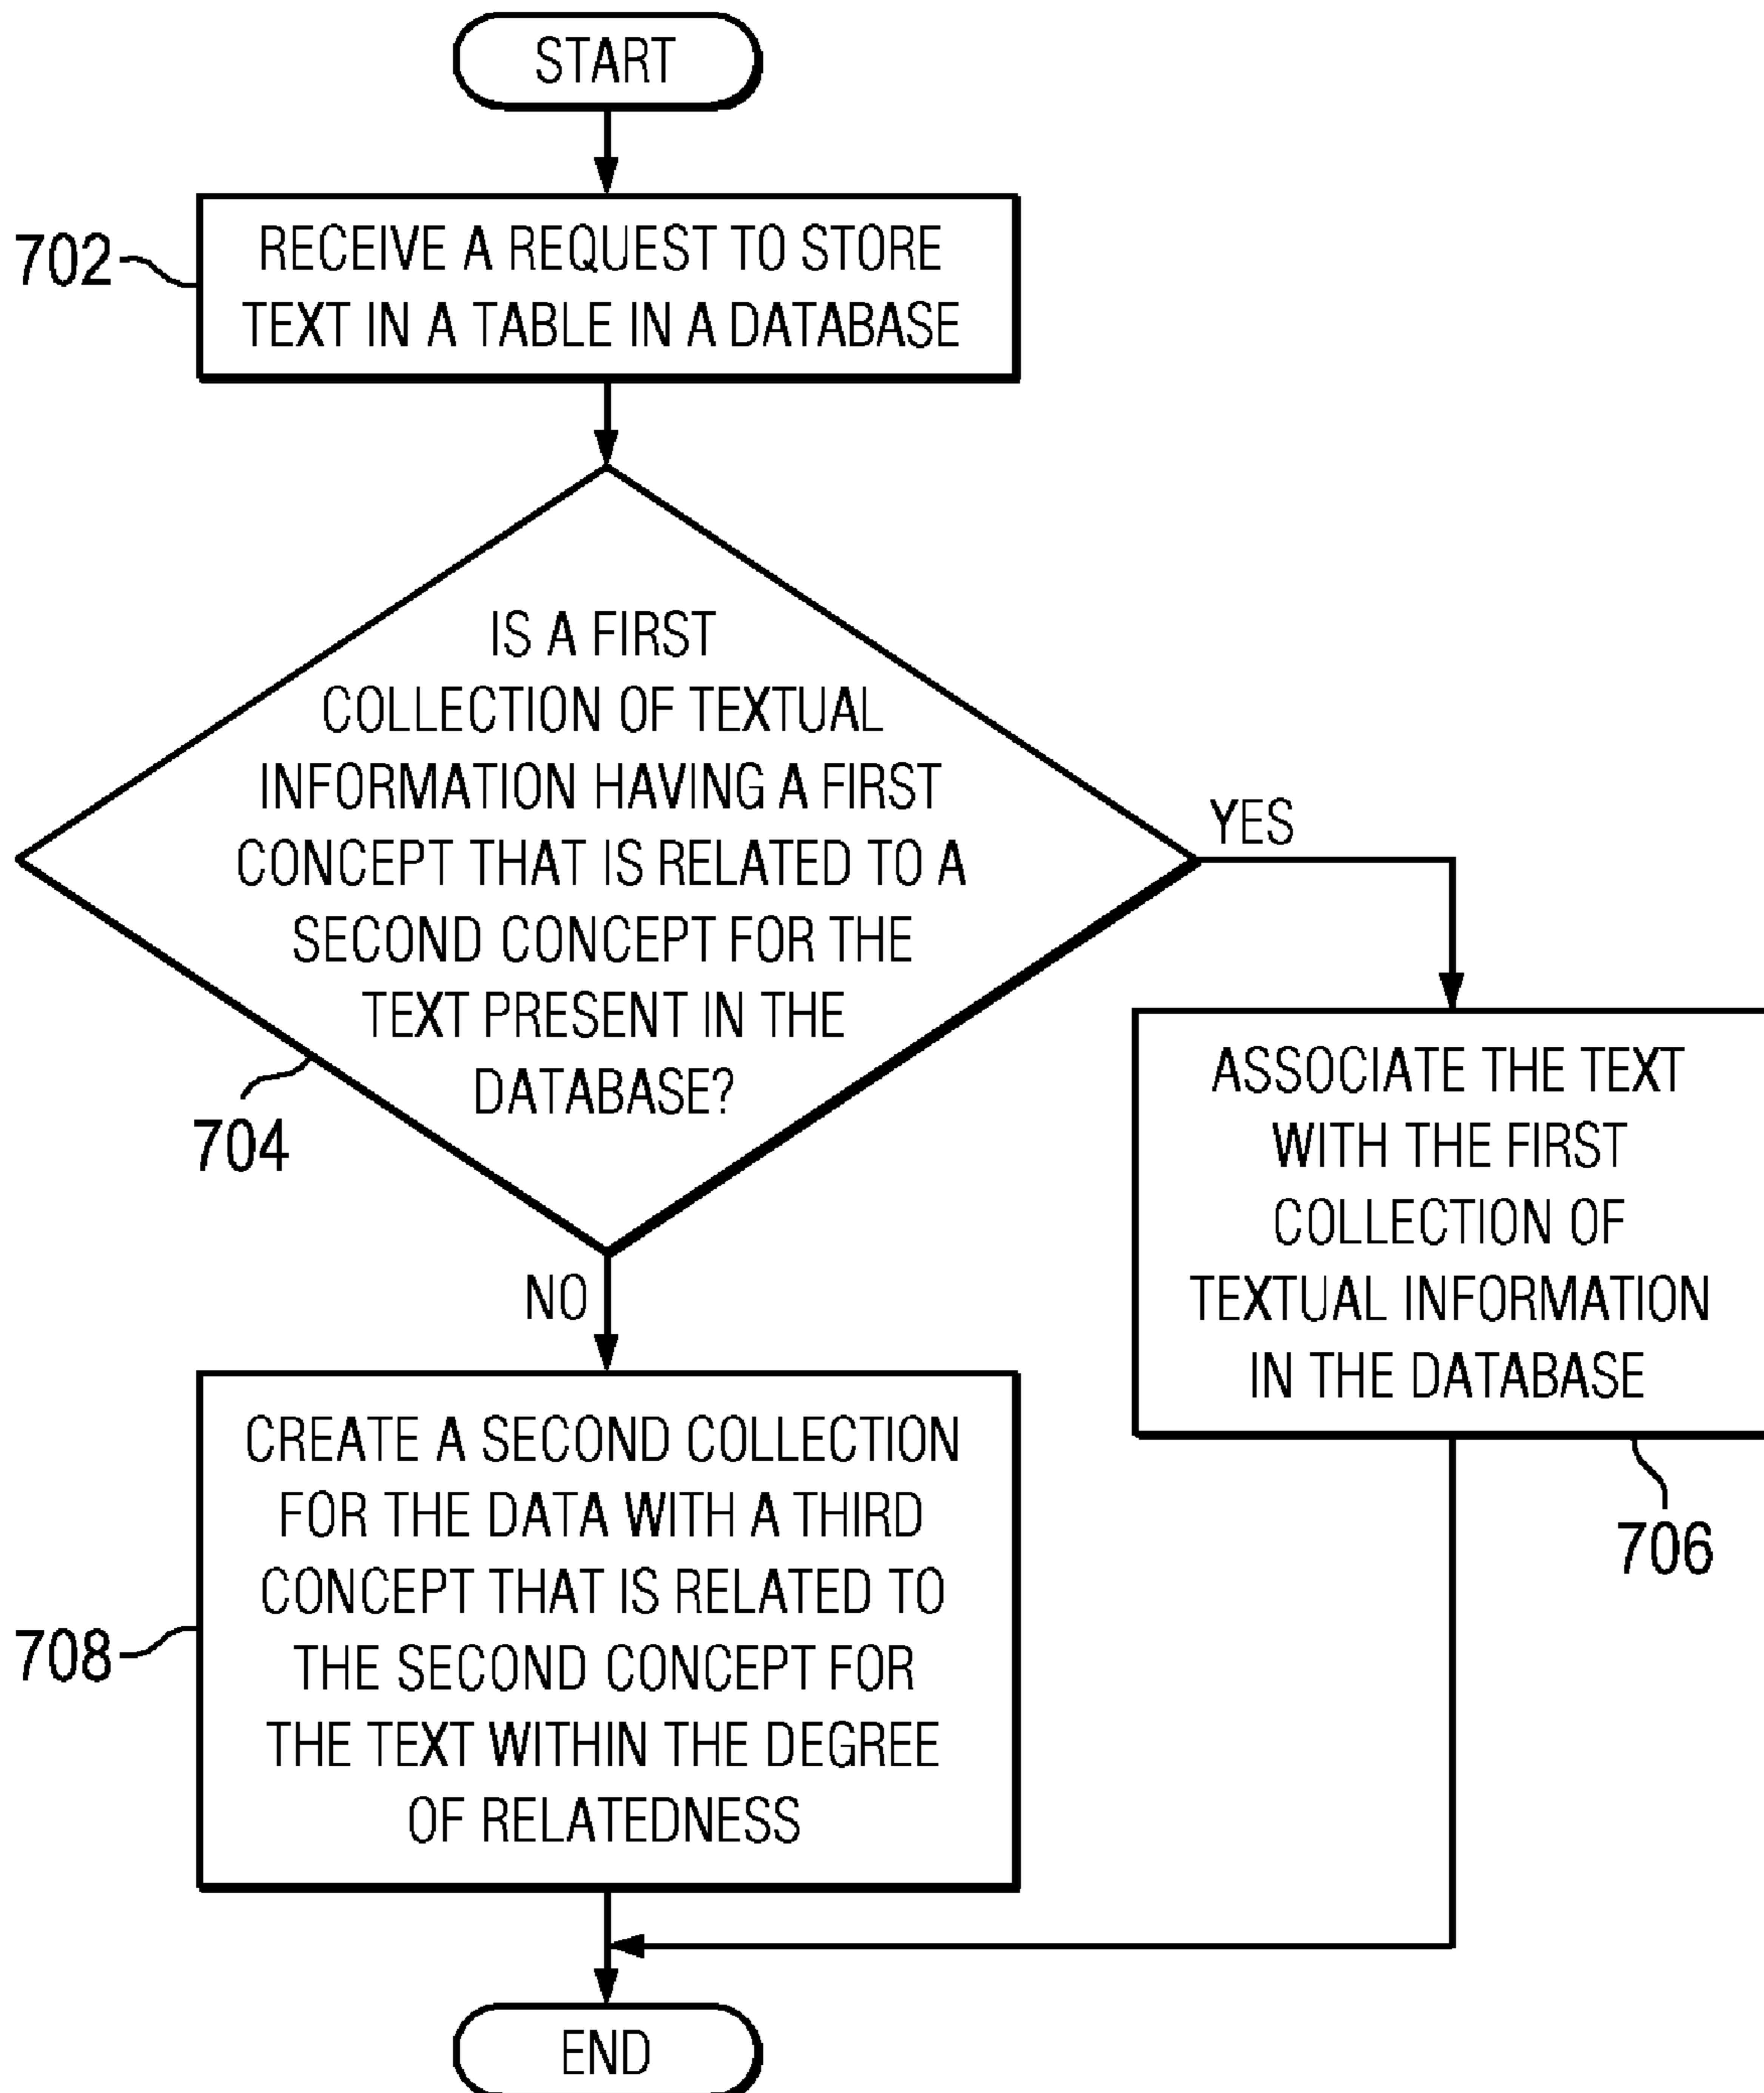 START
702
RECEIVE A REQUEST TO STORE
TEXT IN A TABLE IN A DATABASE
IS A FIRST
COLLECTION OF TEXTUAL
INFORMATION HAVING A FIRST
CONCEPT THAT IS RELATED TO A
SECOND CONCEPT FOR THE
TEXT PRESENT IN THE
DATABASE?
704
YES
ASSOCIATE THE TEXT
WITH THE FIRST
COLLECTION OF
TEXTUAL INFORMATION
IN THE DATABASE
706
NO
CREATE A SECOND COLLECTION
FOR THE DATA WITH A THIRD
CONCEPT THAT IS RELATED TO
THE SECOND CONCEPT FOR
THE TEXT WITHIN THE DEGREE
OF RELATEDNESS
708
END